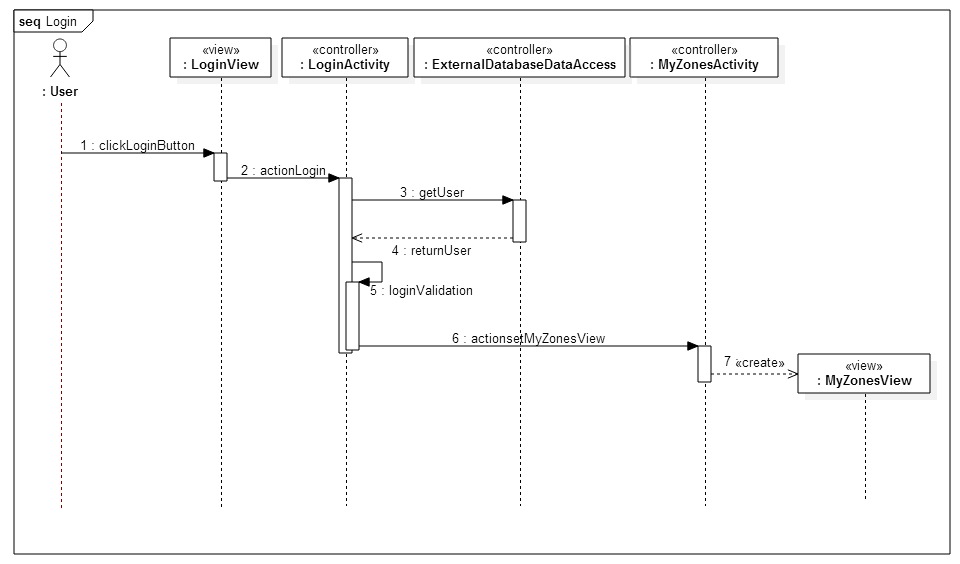 seq Login
: User
«view»
: LoginView
«controller»
: LoginActivity
«controller»
: ExternalDatabaseDataAccess
«controller»
: MyZonesActivity
1 : clickLoginButton
2 : actionLogin
3 : getUser
4 : returnUser
5 : loginValidation
6 : actionsetMyZonesView
7 «create»
«view»
: MyZonesView